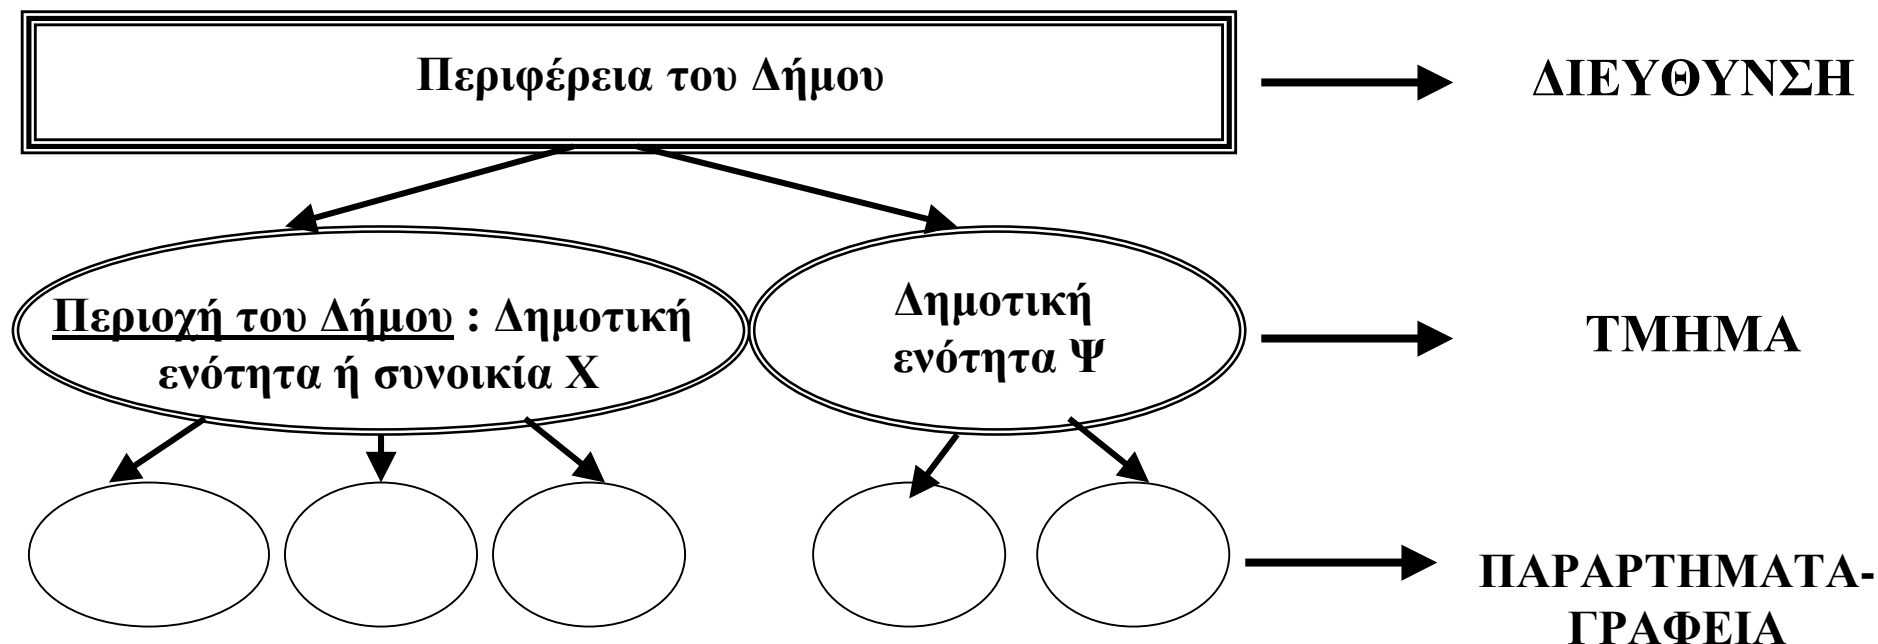 Περιφέρεια του Δήμου
ΔΙΕΥΘΥΝΣΗ
Περιοχή του Δήμου : Δημοτική
ενότητα ή συνοικία Χ
Δημοτική
ενότητα Ψ
ΤΜΗΜΑ
ΠΑΡΑΡΤΗΜΑΤΑ-
ΓΡΑΦΕΙΑ